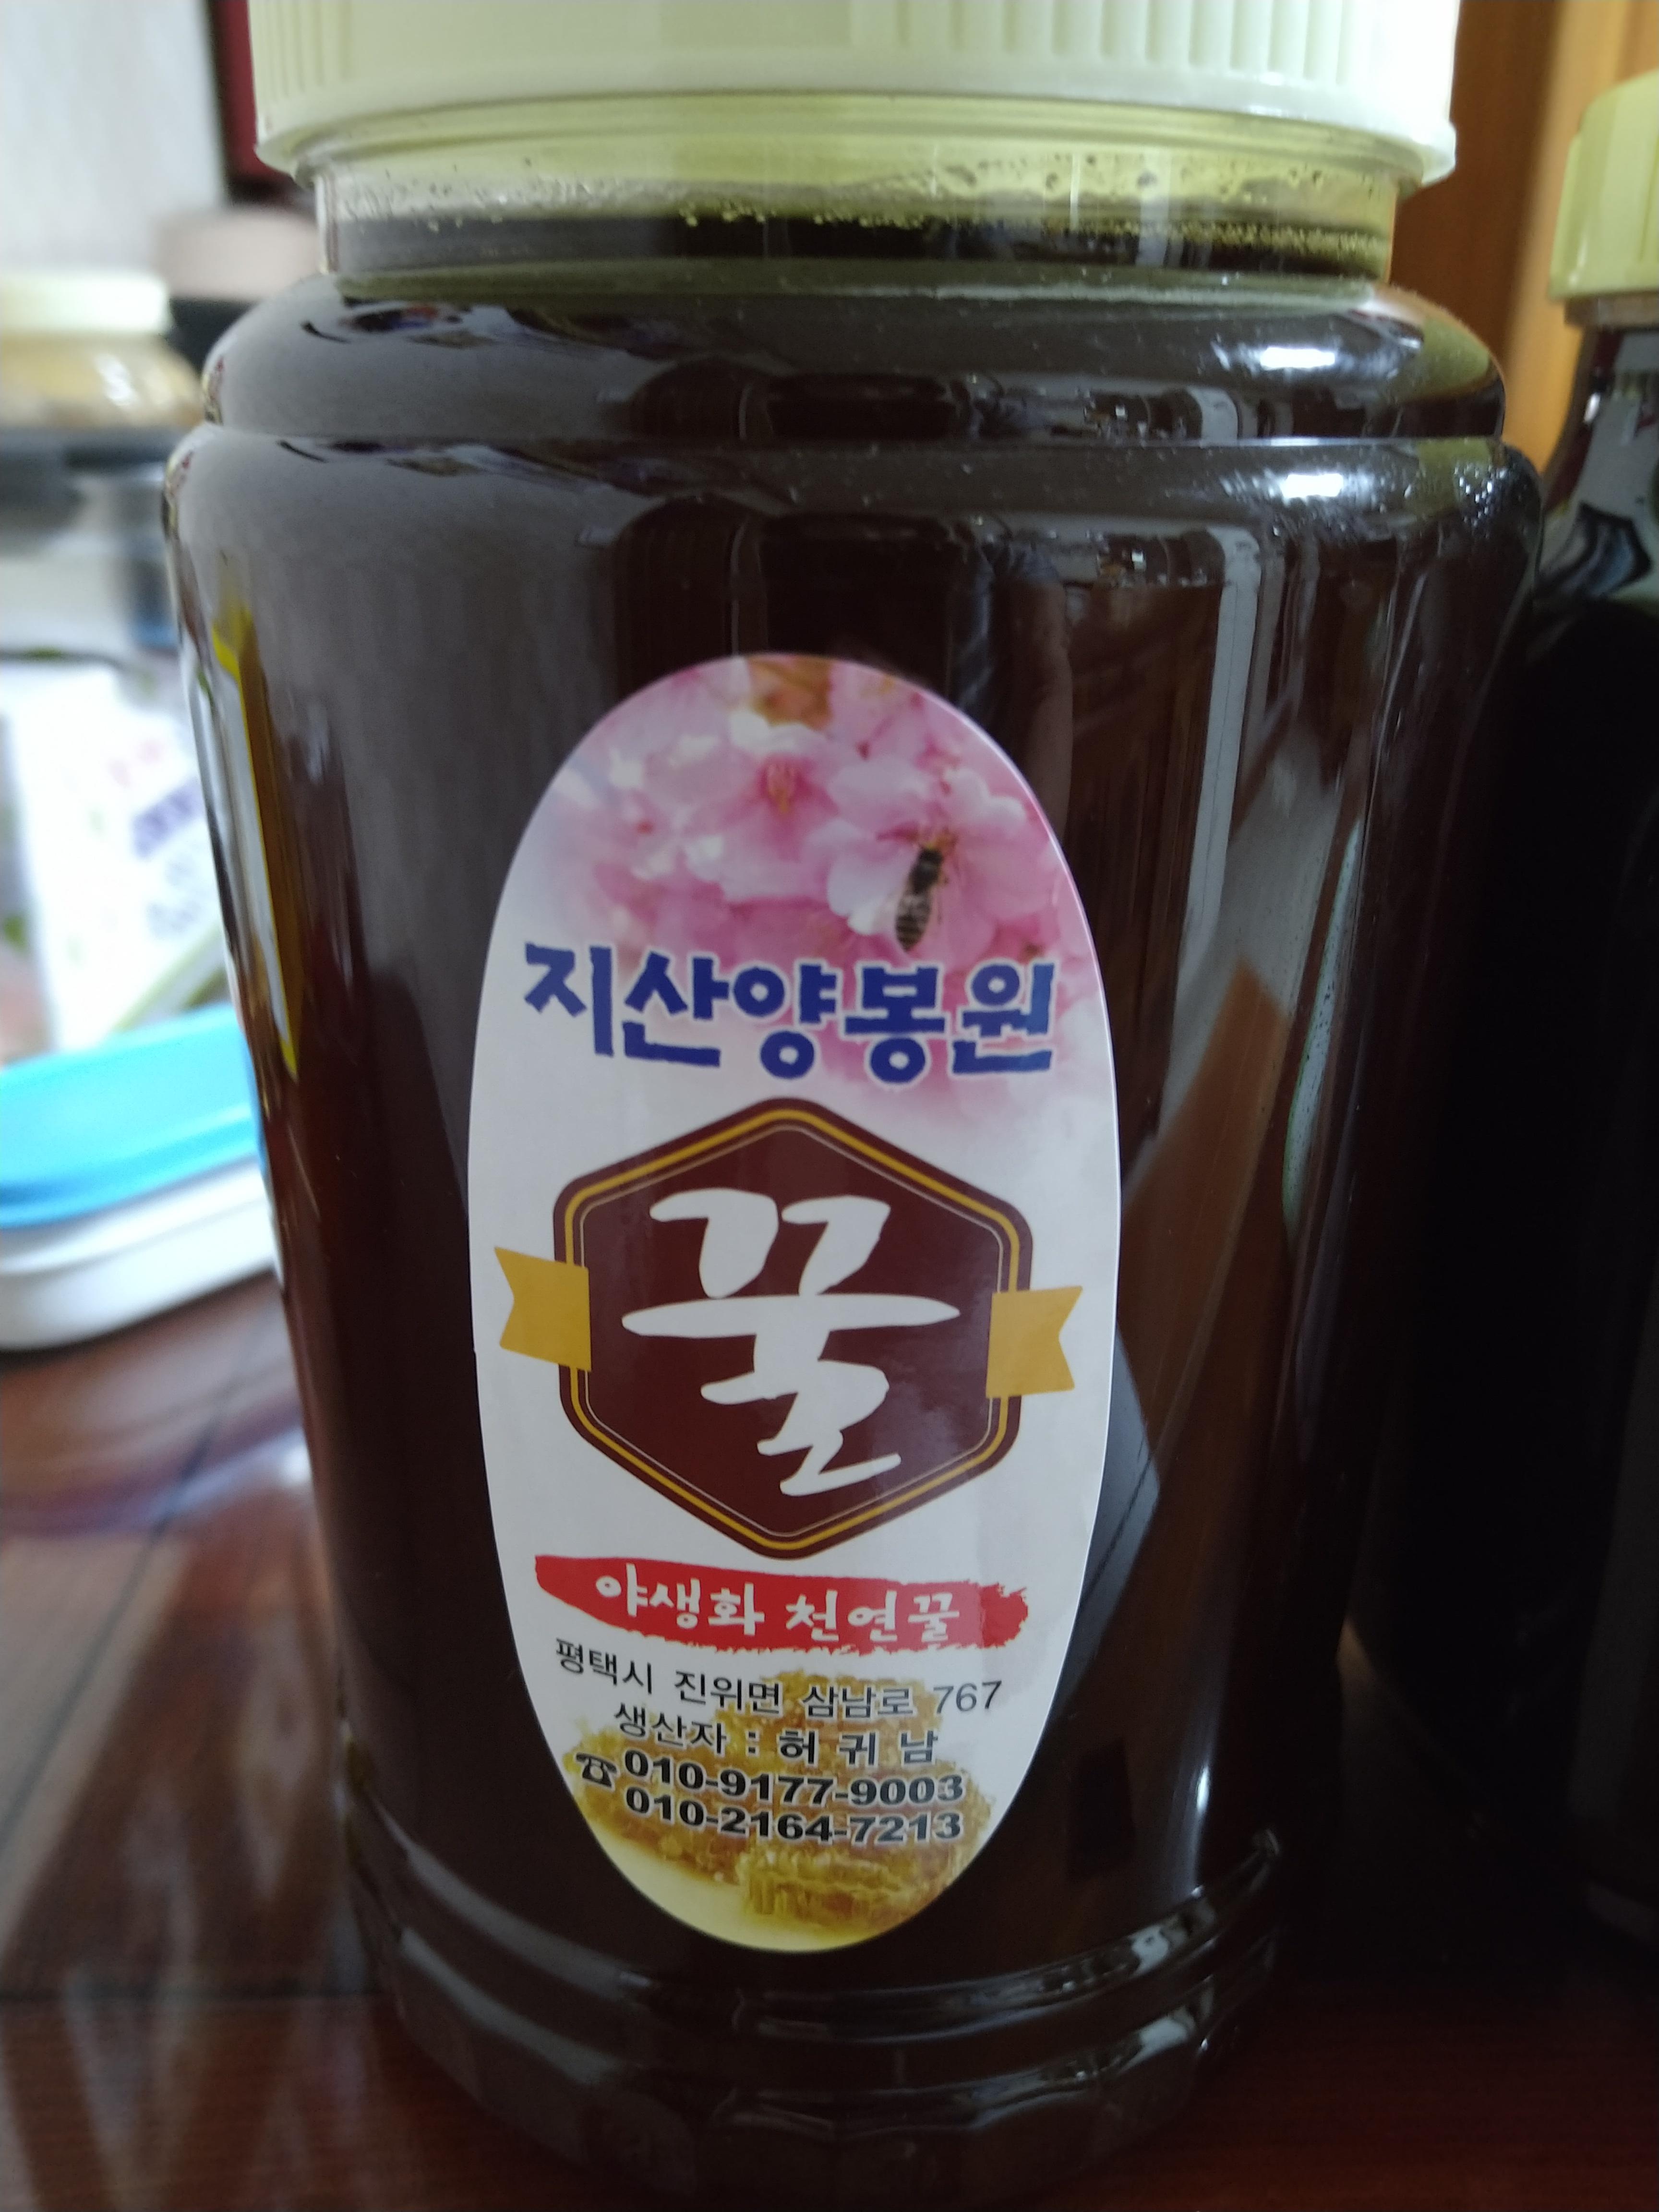 지산양봉원
꿀
야생화 천연꿀
평택시 진위면 삼남로 767
생산자 : 허 귀 남
☎010-9177-9003
010-2164-7213